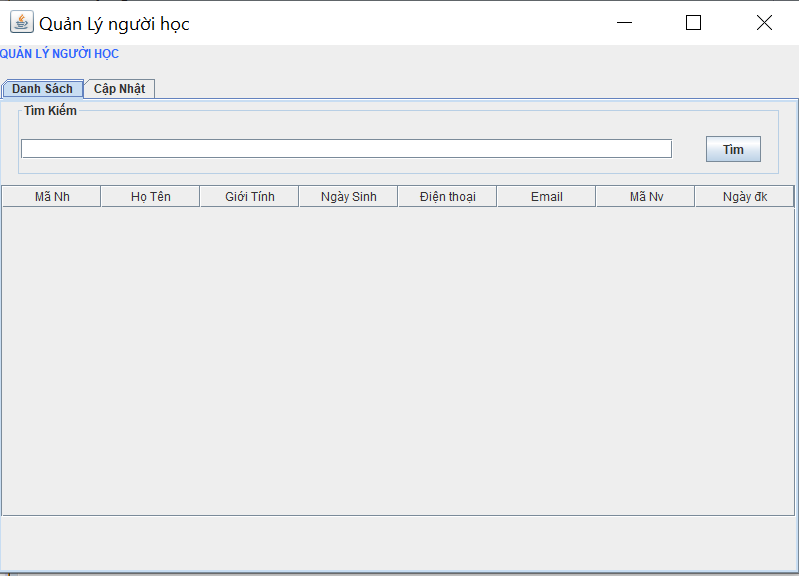 Quản Lý người học
QUẢN LÝ NGƯỜI HỌC
Danh Sách Cập Nhật
Tìm Kiếm
Tìm
Mã Nh Họ Tên Giới Tính Ngày Sinh Điện thoại Email Mã Nv Ngày đk